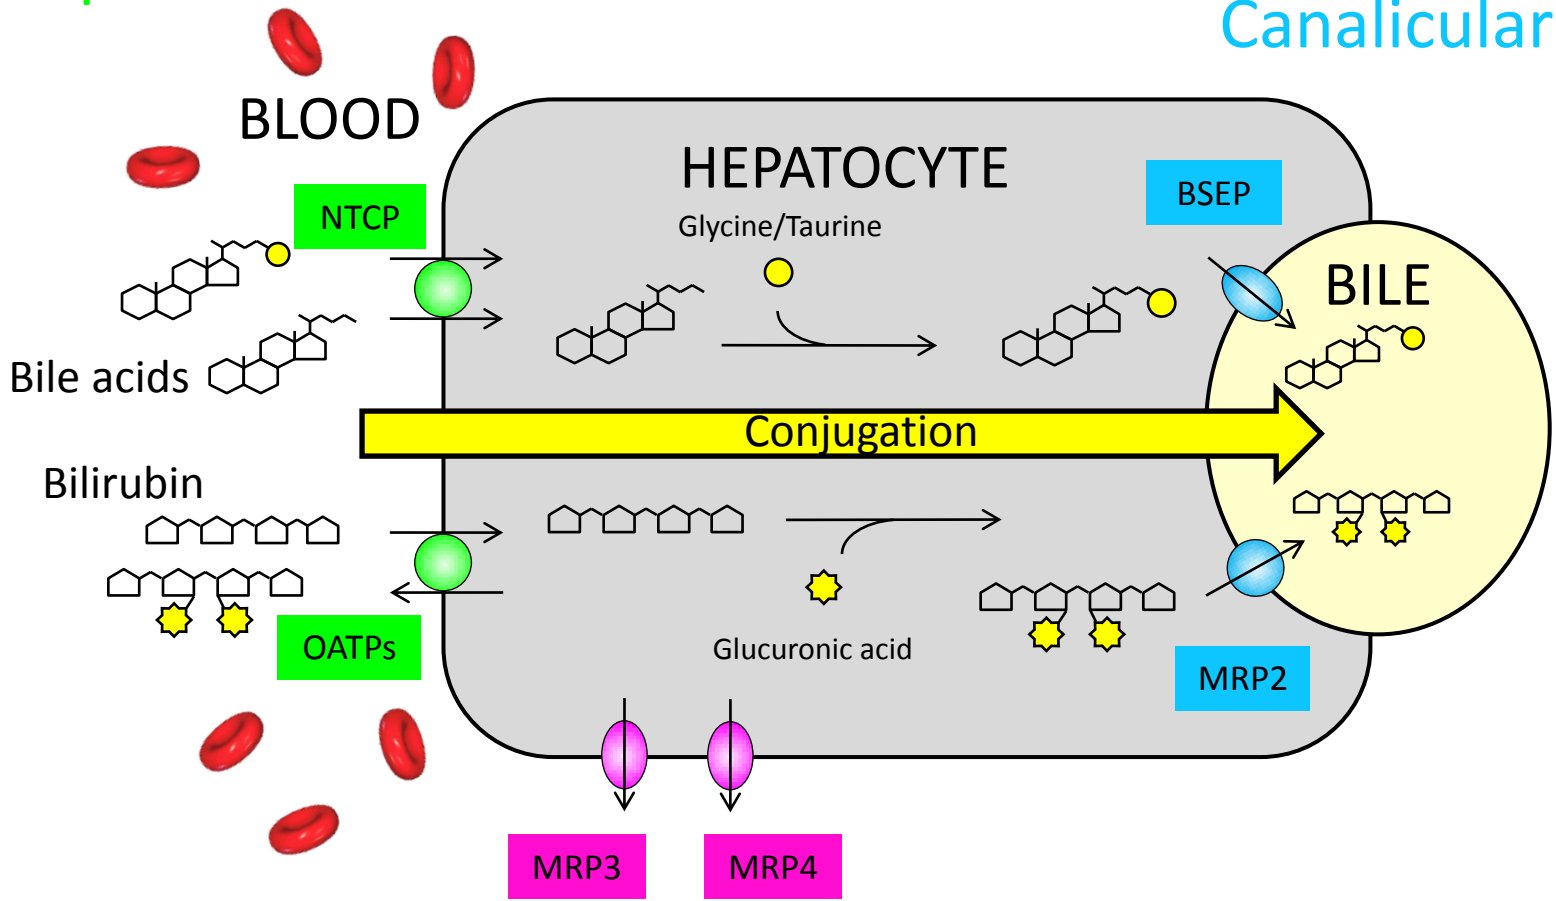 Canalicular
BLOOD
HEPATOCYTE
BSEP
NTCP
Glycine/Taurine
BILE
Bile acids
Conjugation
Bilirubin
OATPs
Glucuronic acid
MRP2
MRP3
MRP4